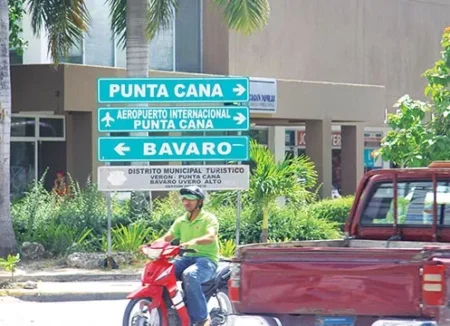 PUNTA CANA
AEROPUERTO INTERNACIONAL
PUNTA CANA
BAVARO
DISTRITO MUNICIPAL TURISTICO
VERON PUNTA CANA
BAVARO UVERO ALTO